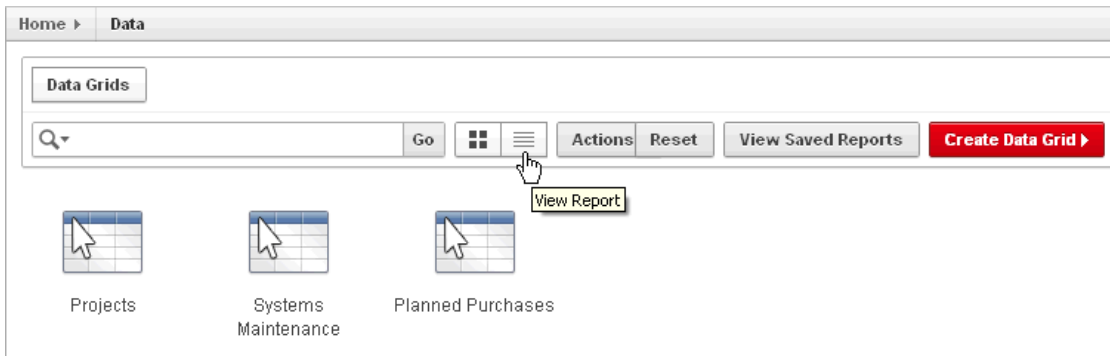 Home Data
Data Grids
Go Actions Reset View Saved Reports Create Data Grid
View Report
Projects Systems Maintenance Planned Purchases